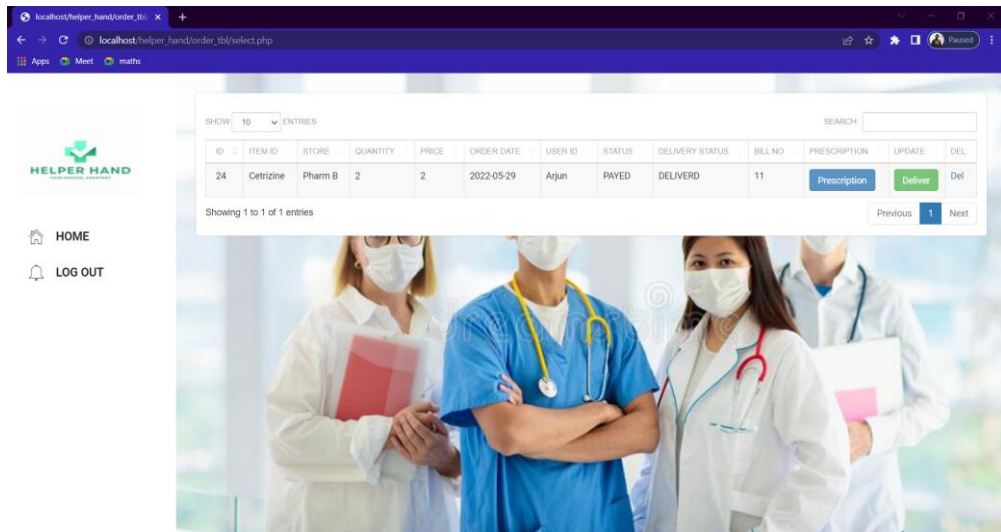 localhost/helper_hand/order_tbl/
localhost/helper_hand/order_tbl/select.php
Paused
Apps Meet maths
HELPER HAND
HOME
LOG OUT
SHOW 10 ENTRIES SEARCH:
ID ITEM ID STORE QUANTITY PRICE ORDER DATE USER ID STATUS DELIVERY STATUS BILL NO PRESCRIPTION UPDATE DEL
24 Cetrizine Pharm B 2 2 2022-05-29 Arjun PAYED DELIVERD 11 Prescription Deliver Del
Showing 1 to 1 of 1 entries Previous 1 Next